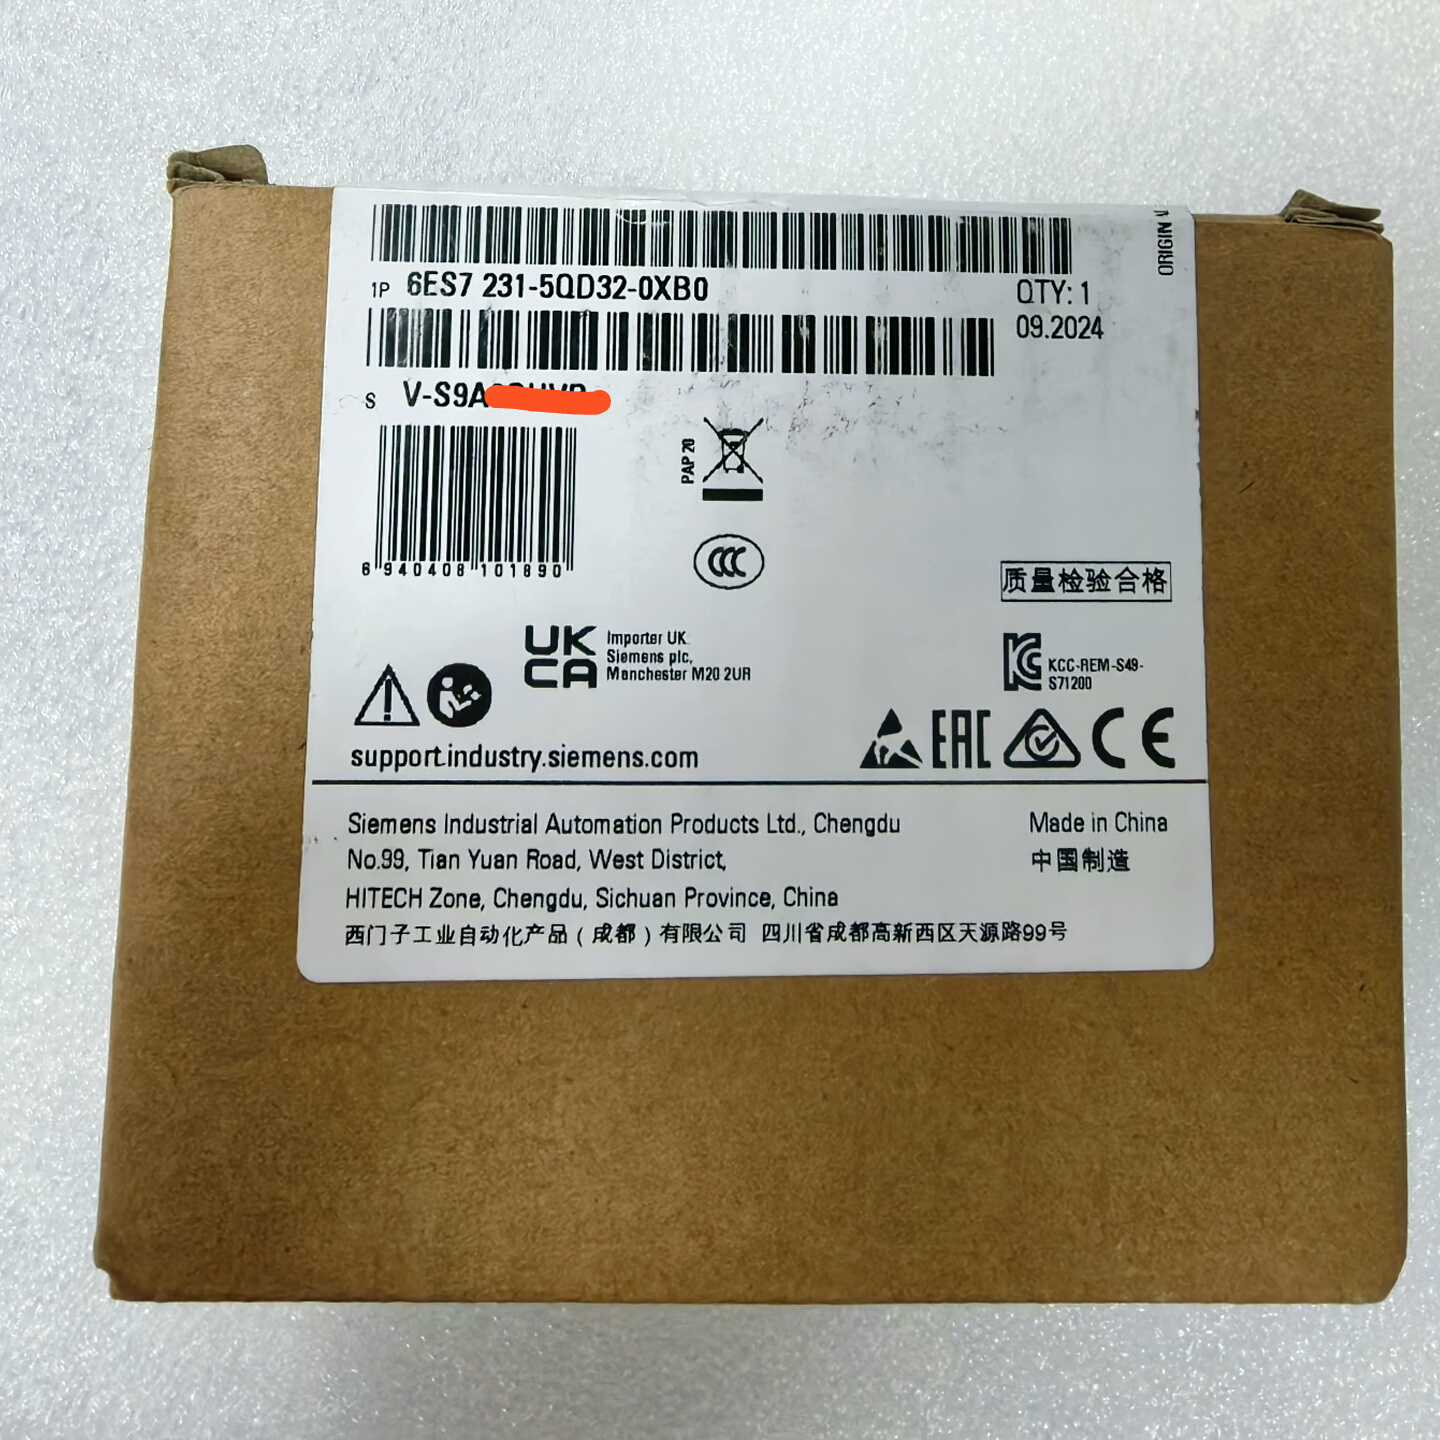 ORIGIN
1P 6ES7 231-5QD32-0XB0
QTY: 1
09.2024
S V-S9A
PAP 20
6 940408 101890
CCC
质量检验合格
UK
CA
Importer UK
Siemens plc,
Manchester M20 2UR
KCC-REM-S49-
S71200
support.industry.siemens.com
EAC
CE
Siemens Industrial Automation Products Ltd., Chengdu
No.99, Tian Yuan Road, West District,
HITECH Zone, Chengdu, Sichuan Province, China
西门子工业自动化产品（成都）有限公司 四川省成都高新西区天源路99号
Made in China
中国制造